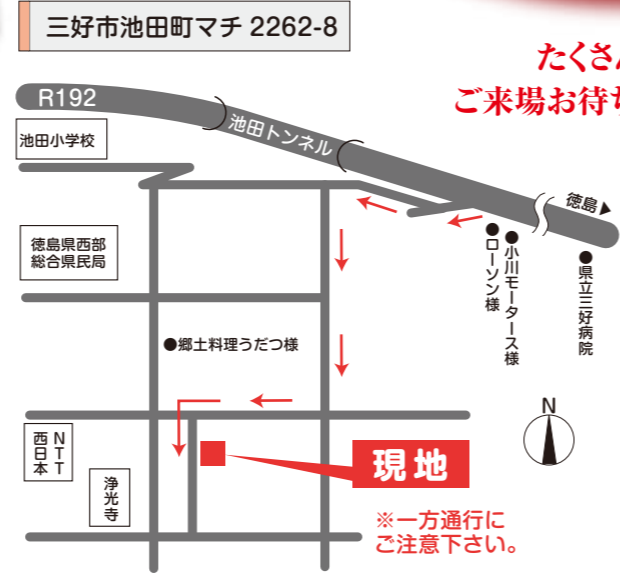 三好市池田町マチ 2262-8
たくさん
ご来場お待ち
R192
池田トンネル
池田小学校
徳島▶
徳島県西部
総合県民局
●ローソン様
●小川モータース様
●県立三好病院
●郷土料理うだつ様
N
NTT
西日本
浄光寺
現地
※一方通行に
ご注意下さい。